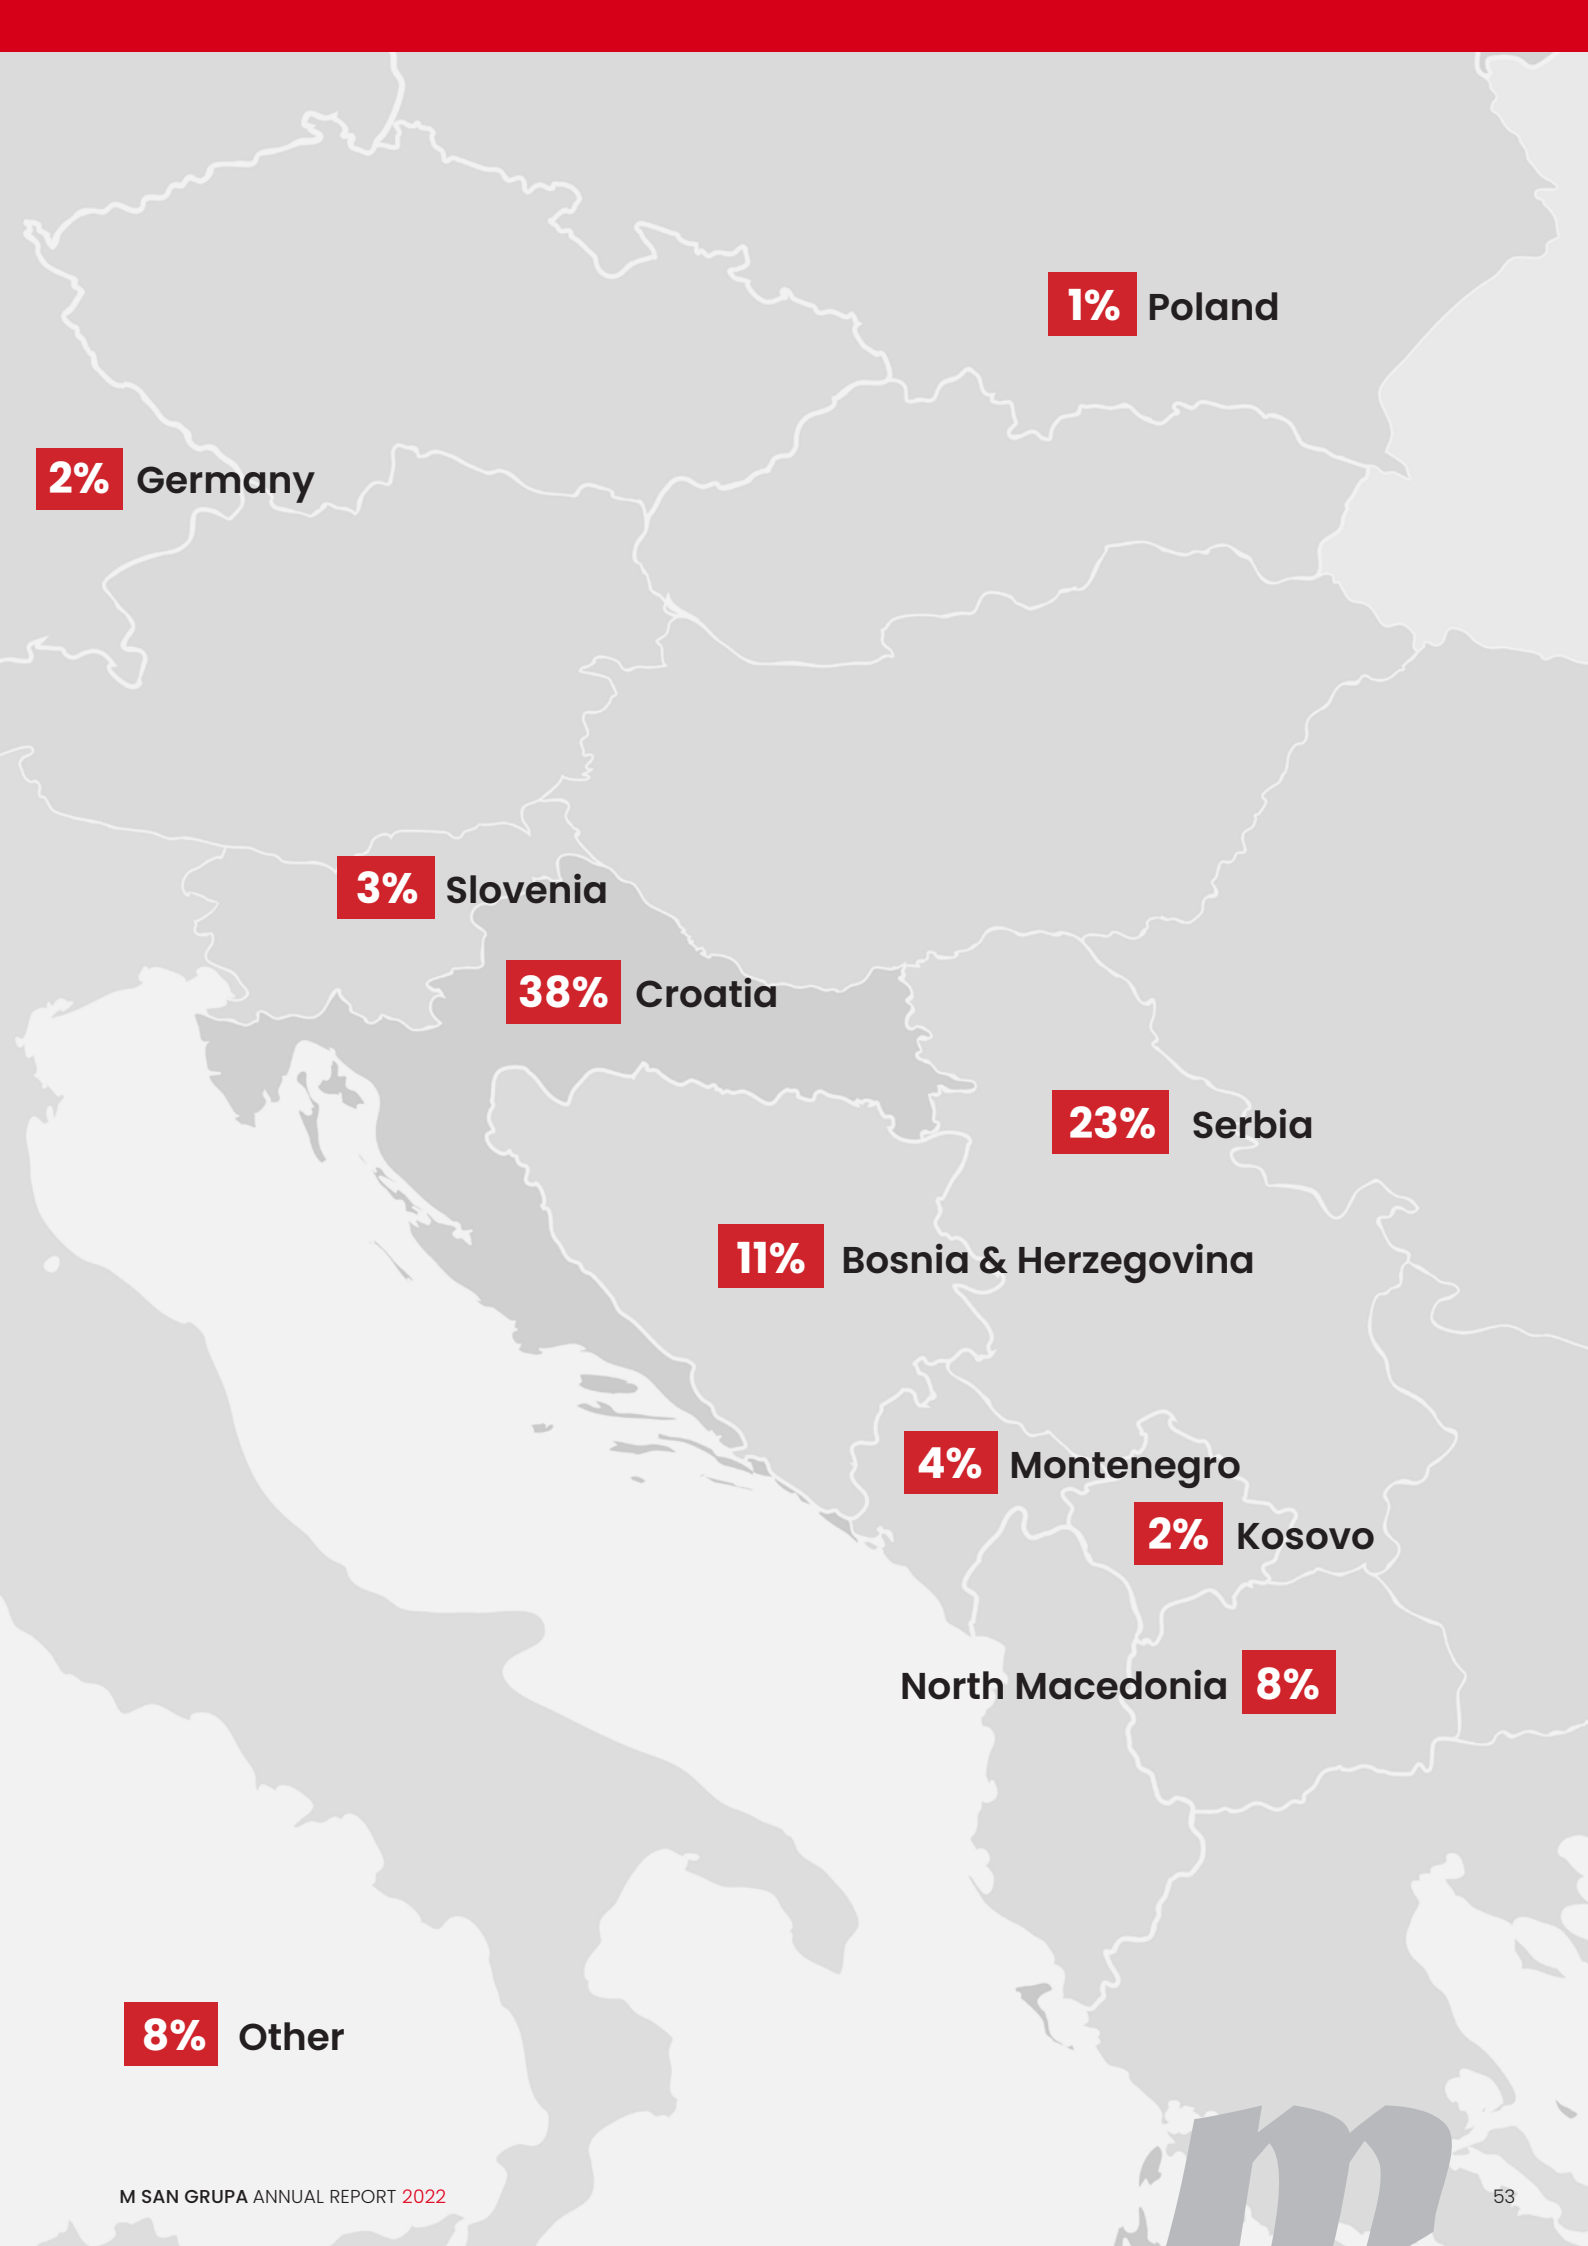 1% Poland
2% Germany
3% Slovenia
38% Croatia
23% Serbia
11% Bosnia & Herzegovina
4% Montenegro
2% Kosovo
North Macedonia 8%
8% Other
M SAN GRUPA ANNUAL REPORT 2022
53
m